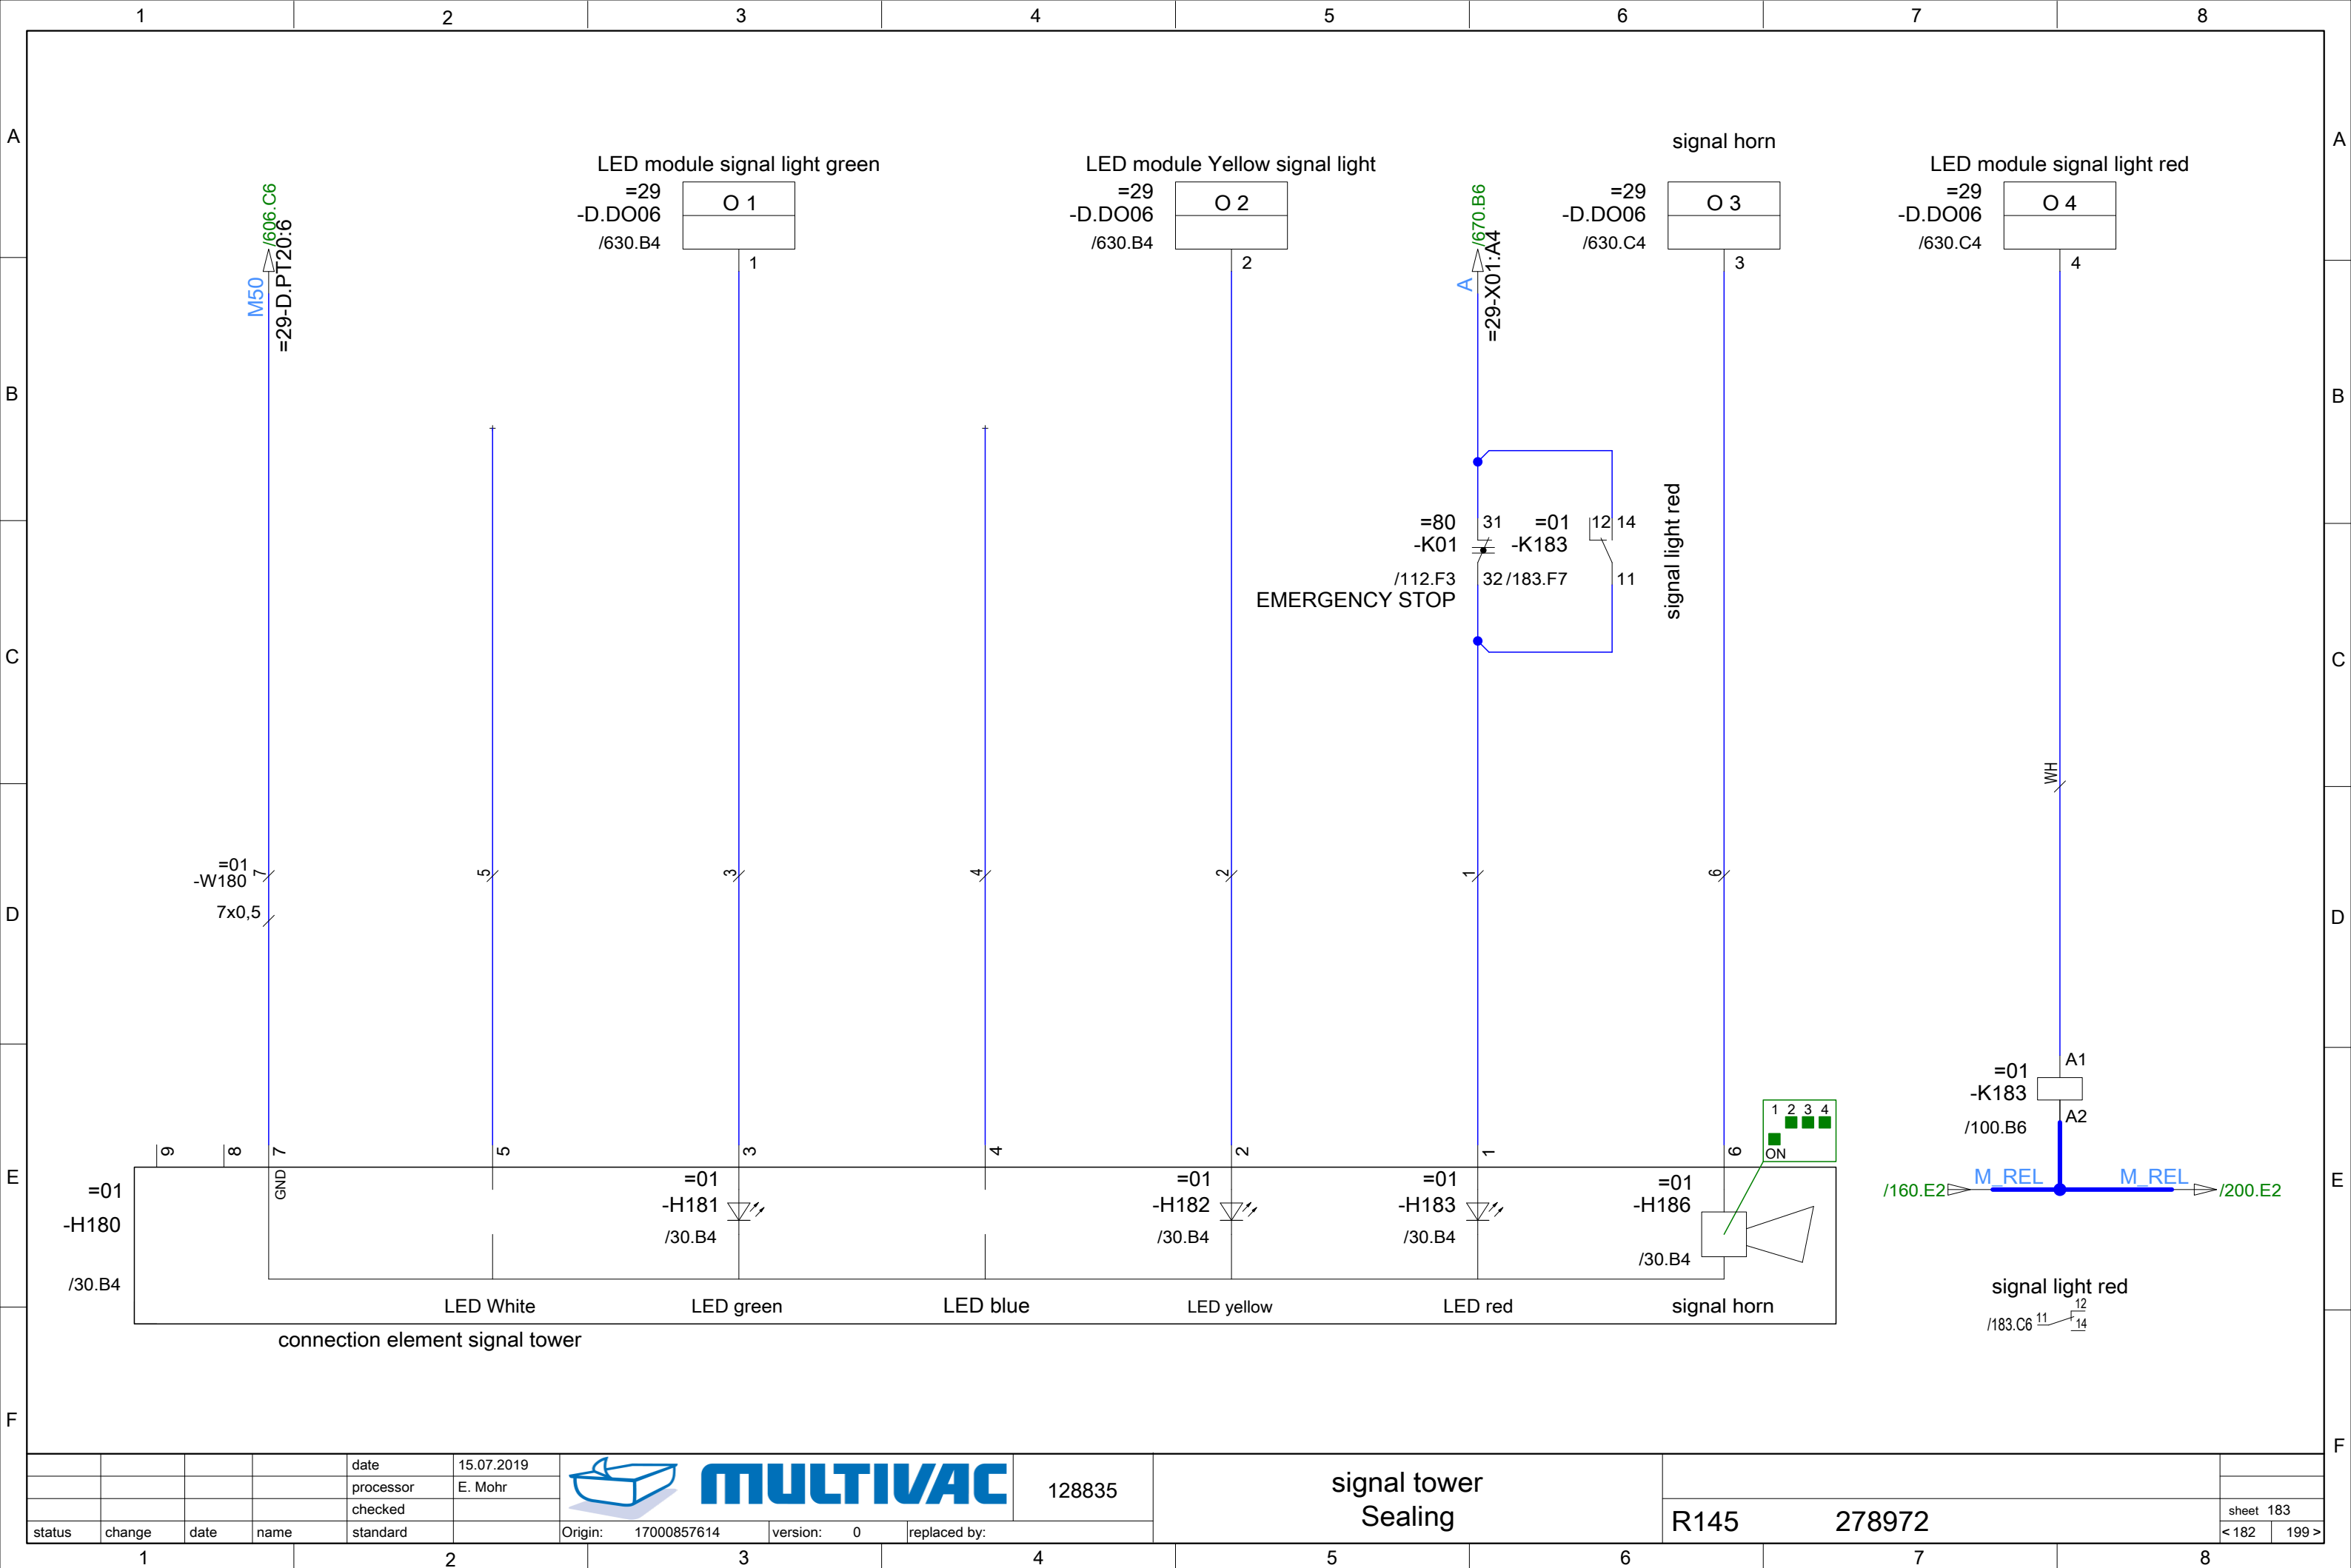 1 2 3 4 5 6 7 8
A A
B B
C C
D D
E E
F F
signal horn
LED module signal light green
=29
-D.DO06
/630.B4
O 1
1
LED module Yellow signal light
=29
-D.DO06
/630.B4
O 2
2
=29
-D.DO06
/630.C4
O 3
3
LED module signal light red
=29
-D.DO06
/630.C4
O 4
4
/606.C6
=29-D.PT20:6
M50
/670.B6
=29-X01:A4
A
=80
-K01
/112.F3
EMERGENCY STOP
31
32
=01
-K183
/183.F7
12 14
11
signal light red
WH
=01
-W180
7x0,5
7
5
3
4
2
1
6
=01
-K183
/100.B6
A1
A2
/160.E2
M_REL
M_REL
/200.E2
signal light red
/183.C6 11
12
14
1 2 3 4
ON
9 8 7 5 3 4 2 1 6
GND
=01
-H180
/30.B4
=01
-H181
/30.B4
=01
-H182
/30.B4
=01
-H183
/30.B4
=01
-H186
/30.B4
LED White
LED green
LED blue
LED yellow
LED red
signal horn
connection element signal tower
date 15.07.2019
processor E. Mohr
checked
status change date name standard
MULTIVAC
128835
Origin: 17000857614 version: 0 replaced by:
signal tower
Sealing
R145 278972
sheet 183
< 182 199 >
1 2 3 4 5 6 7 8